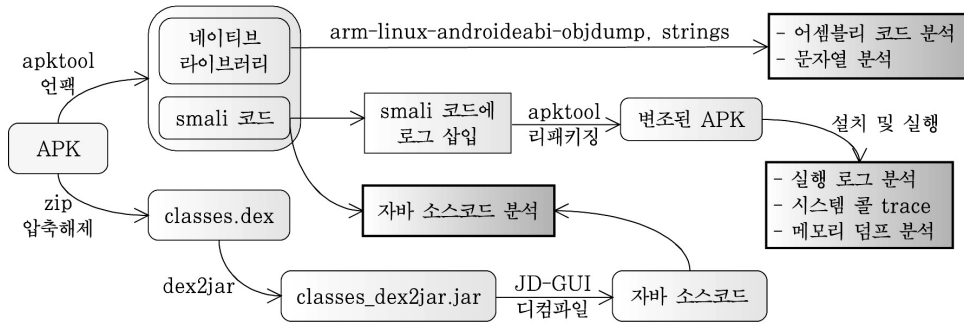 네이티브
라이브러리
arm-linux-androideabi-objdump, strings
- 어셈블리 코드 분석
- 문자열 분석
apktool
언팩
smali 코드
smali 코드에
로그 삽입
apktool
리패키징
변조된 APK
설치 및 실행
APK
- 실행 로그 분석
- 시스템 콜 trace
- 메모리 덤프 분석
zip
압축해제
classes.dex
자바 소스코드 분석
dex2jar
classes_dex2jar.jar
JD-GUI
디컴파일
자바 소스코드